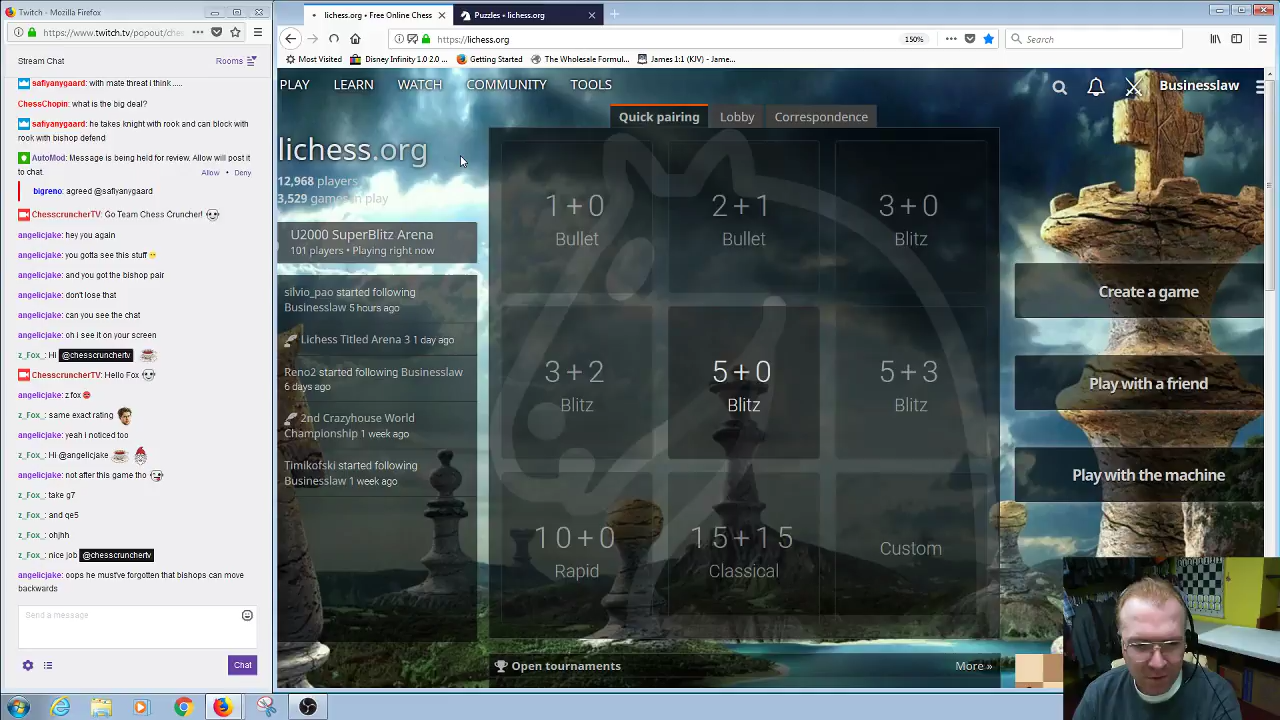 Twitch - Mozilla Firefox
https://www.twitch.tv/popout/che
Stream Chat
Rooms
safiyanygaard: with mate threat i think.....
ChessChopin: what is the big deal?
safiyanygaard: he takes knight with rook and can block with
rook with bishop defend
AutoMod: Message is being held for review. Allow will post it
to chat.
Allow · Deny
bigreno: agreed @safiyanygaard
ChesscruncherTV: Go Team Chess Cruncher!
angelicjake: hey you again
angelicjake: you gotta see this stuff
angelicjake: and you got the bishop pair
angelicjake: don't lose that
angelicjake: can you see the chat
angelicjake: oh i see it on your screen
z_Fox_: Hi @chesscrunchertv
ChesscruncherTV: Hello Fox
angelicjake: z fox
z_Fox_: same exact rating
angelicjake: yeah i noticed too
z_Fox_: Hi @angelicjake
angelicjake: not after this game tho
z_Fox_: take g7
z_Fox_: and qe5
z_Fox_: ohjhh
z_Fox_: nice job @chesscrunchertv
angelicjake: oops he must've forgotten that bishops can move
backwards
Send a message
Chat
lichess.org • Free Online Chess
Puzzles • lichess.org
https://lichess.org
150%
Search
Most Visited
Disney Infinity 1.0 2.0 ...
Getting Started
The Wholesale Formul...
James 1:1 (KJV) - Jame...
PLAY LEARN WATCH COMMUNITY TOOLS
Businesslaw
Quick pairing Lobby Correspondence
lichess.org
12,968 players
3,529 games in play
U2000 SuperBlitz Arena
101 players • Playing right now
silvio_pao started following
Businesslaw 5 hours ago
Lichess Titled Arena 3 1 day ago
Reno2 started following Businesslaw
6 days ago
2nd Crazyhouse World
Championship 1 week ago
Timlkofski started following
Businesslaw 1 week ago
1+0
Bullet
2+1
Bullet
3+0
Blitz
3+2
Blitz
5+0
Blitz
5+3
Blitz
10+0
Rapid
15+15
Classical
Custom
Create a game
Play with a friend
Play with the machine
Open tournaments
More »